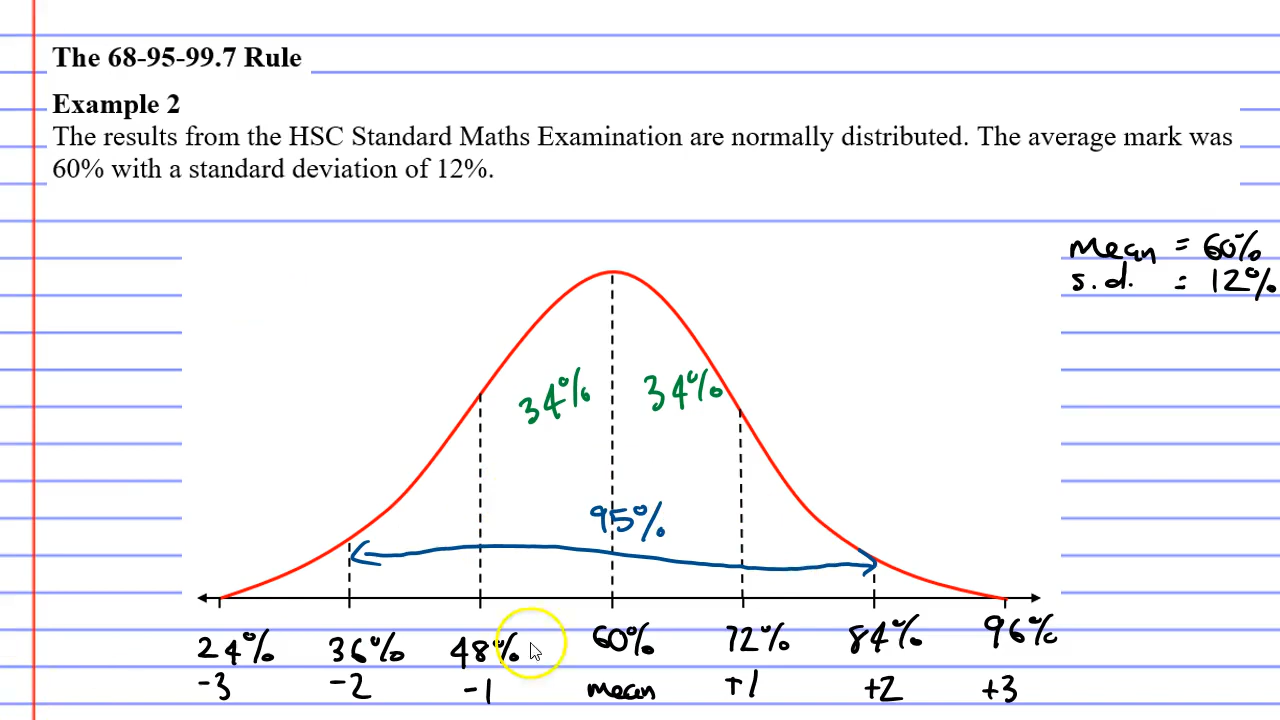 The 68-95-99.7 Rule
Example 2
The results from the HSC Standard Maths Examination are normally distributed. The average mark was
60% with a standard deviation of 12%.
mean = 60%
s.d. = 12%
34% 34%
95%
24% 36% 48% 60% 72% 84% 96%
-3 -2 -1 mean +1 +2 +3